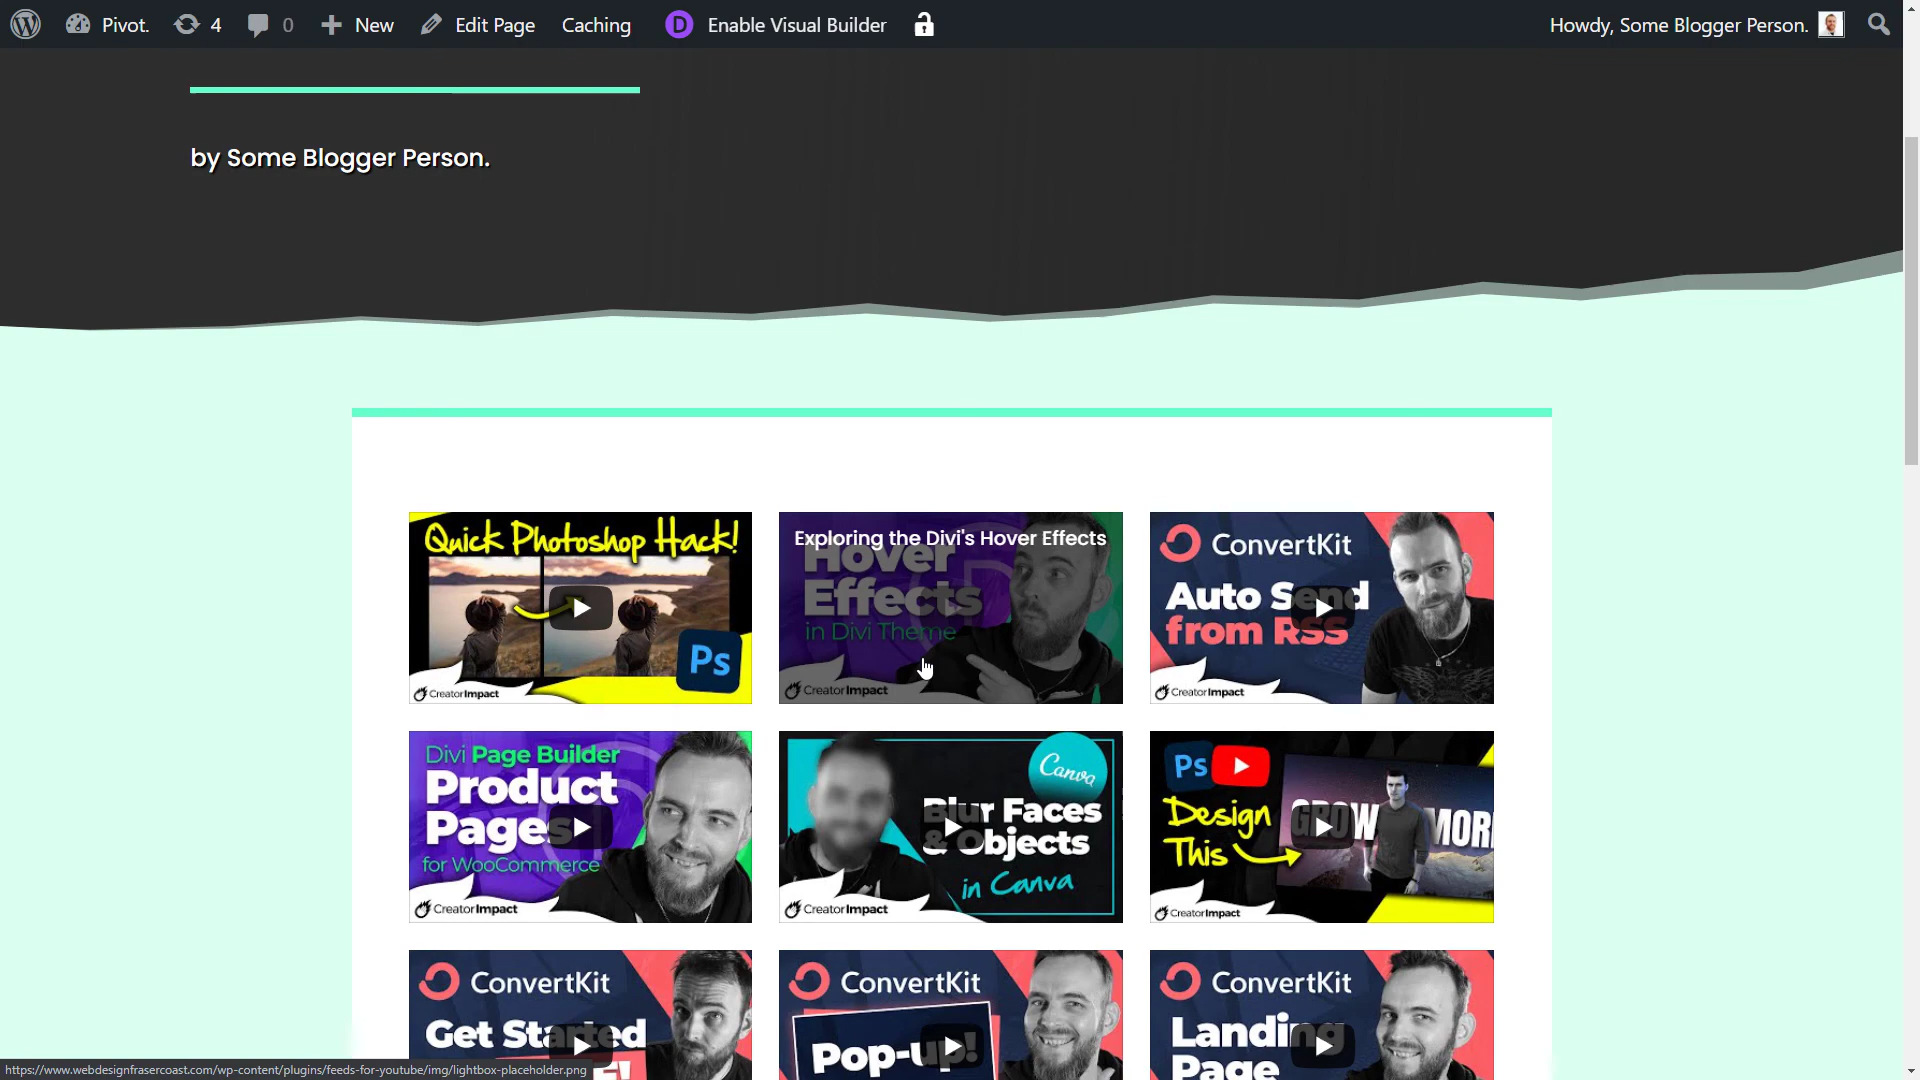 Pivot.
4
0
New
Edit Page
Caching
D
Enable Visual Builder
Howdy, Some Blogger Person.
by Some Blogger Person.
Quick Photoshop Hack!
Ps
CreatorImpact
Exploring the Divi's Hover Effects
Hover
Effects
in Divi Theme
CreatorImpact
ConvertKit
Auto Send
from RSS
CreatorImpact
Divi Page Builder
Product
Pages
for WooCommerce
CreatorImpact
Canva
Blur Faces
& Objects
in Canva
CreatorImpact
Ps
Design
This
GROW MORE
CreatorImpact
ConvertKit
Get Started
ConvertKit
Pop-up!
ConvertKit
Landing
Page
https://www.webdesignfrasercoast.com/wp-content/plugins/feeds-for-youtube/img/lightbox-placeholder.png